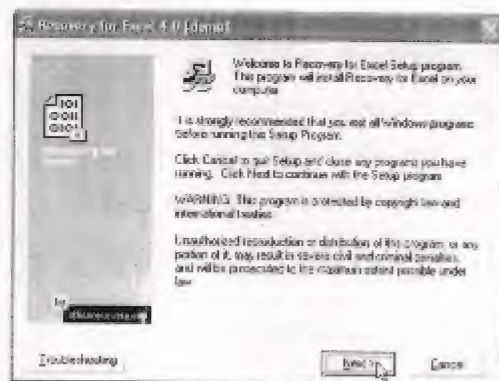 Recovery for Excel 4.0 [demo]
Welcome to Recovery for Excel Setup program.
This program will install Recovery for Excel on your
computer.
It is strongly recommended that you exit all Windows programs
before running this Setup Program.
Click Cancel to quit Setup and close any programs you have
running. Click Next to continue with the Setup program.
WARNING: This program is protected by copyright law and
international treaties.
Unauthorized reproduction or distribution of this program, or any
portion of it, may result in severe civil and criminal penalties,
and will be prosecuted to the maximum extent possible under
law.
101
0011
0101
by
Troubleshooting
Next >
Cancel